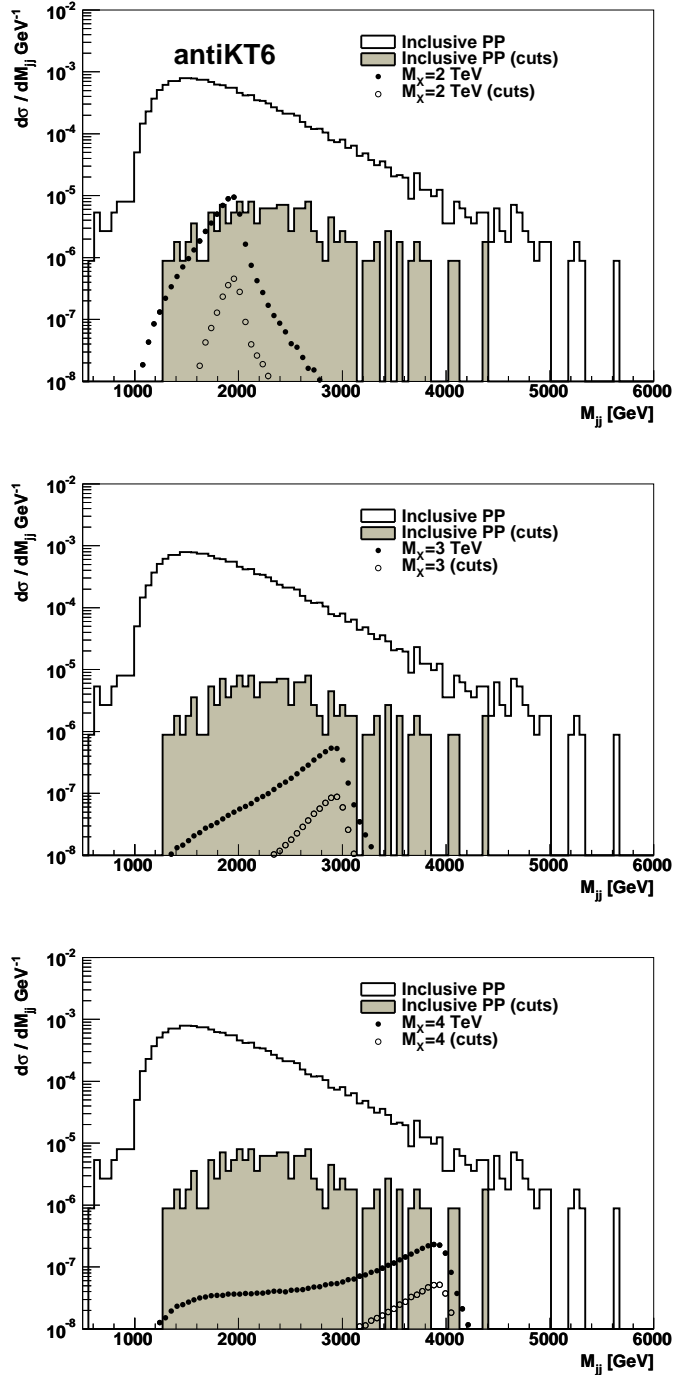 antiKT6
Inclusive PP
Inclusive PP (cuts)
M_X=2 TeV
M_X=2 TeV (cuts)
dσ / dM_jj GeV⁻¹
10⁻²
10⁻³
10⁻⁴
10⁻⁵
10⁻⁶
10⁻⁷
10⁻⁸
1000 2000 3000 4000 5000 6000
M_jj [GeV]
Inclusive PP
Inclusive PP (cuts)
M_X=3 TeV
M_X=3 (cuts)
dσ / dM_jj GeV⁻¹
10⁻²
10⁻³
10⁻⁴
10⁻⁵
10⁻⁶
10⁻⁷
10⁻⁸
1000 2000 3000 4000 5000 6000
M_jj [GeV]
Inclusive PP
Inclusive PP (cuts)
M_X=4 TeV
M_X=4 (cuts)
dσ / dM_jj GeV⁻¹
10⁻²
10⁻³
10⁻⁴
10⁻⁵
10⁻⁶
10⁻⁷
10⁻⁸
1000 2000 3000 4000 5000 6000
M_jj [GeV]